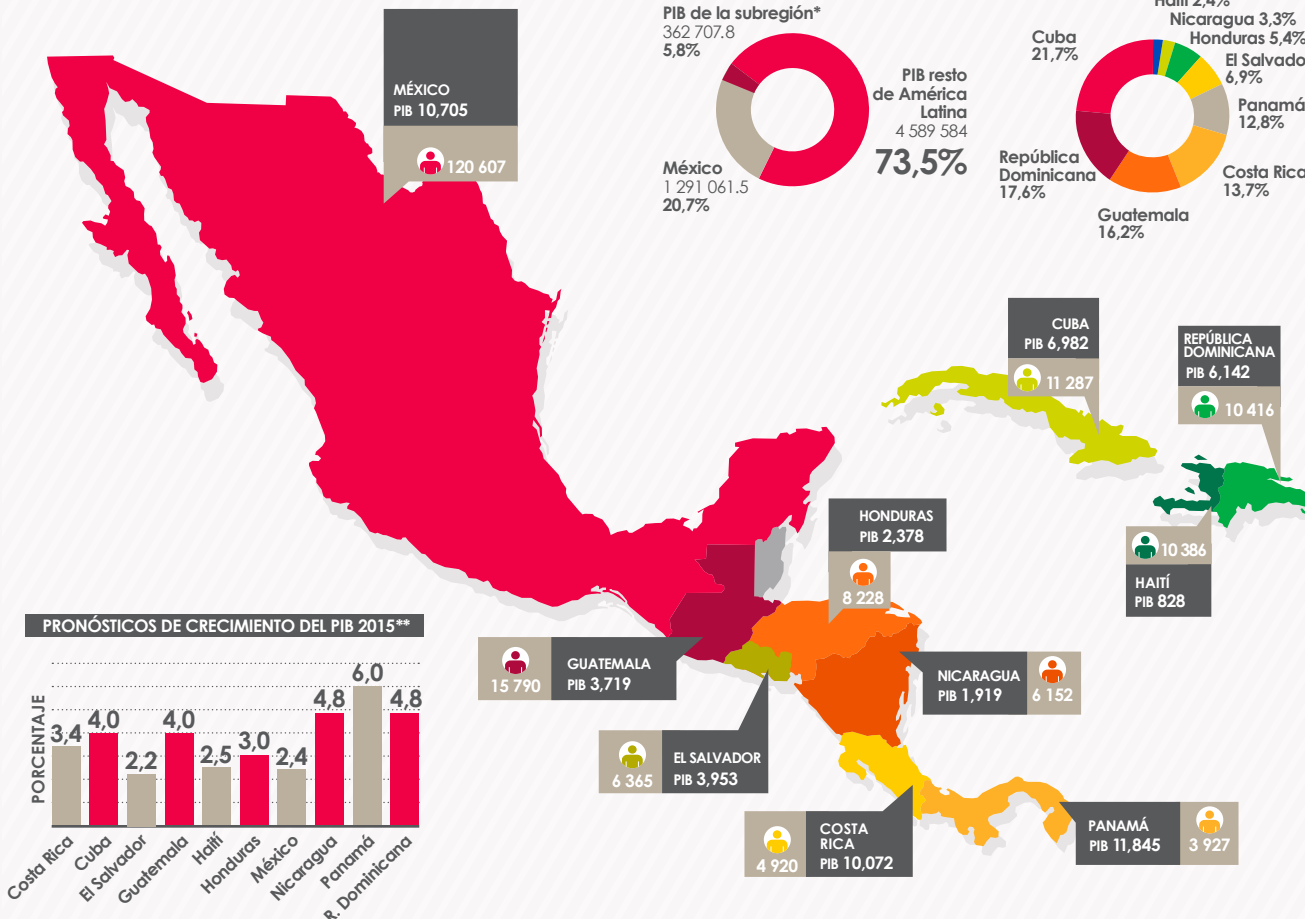 PIB de la subregión*
362 707.8
5,8%
PIB resto
de América
Latina
4 589 584
73,5%
México
1 291 061.5
20,7%
Haití 2,4%
Nicaragua 3,3%
Honduras 5,4%
El Salvado
6,9%
Panamá
12,8%
Costa Rica
13,7%
Guatemala
16,2%
República
Dominicana
17,6%
Cuba
21,7%
MÉXICO
PIB 10,705
120 607
CUBA
PIB 6,982
11 287
REPÚBLICA
DOMINICANA
PIB 6,142
10 416
10 386
HAITÍ
PIB 828
HONDURAS
PIB 2,378
8 228
15 790
GUATEMALA
PIB 3,719
NICARAGUA
PIB 1,919
6 152
6 365
EL SALVADOR
PIB 3,953
4 920
COSTA
RICA
PIB 10,072
PANAMÁ
PIB 11,845
3 927
PRONÓSTICOS DE CRECIMIENTO DEL PIB 2015**
PORCENTAJE
3,4
4,0
2,2
4,0
2,5
3,0
2,4
4,8
6,0
4,8
Costa Rica
Cuba
El Salvador
Guatemala
Haití
Honduras
México
Nicaragua
Panamá
R. Dominicana